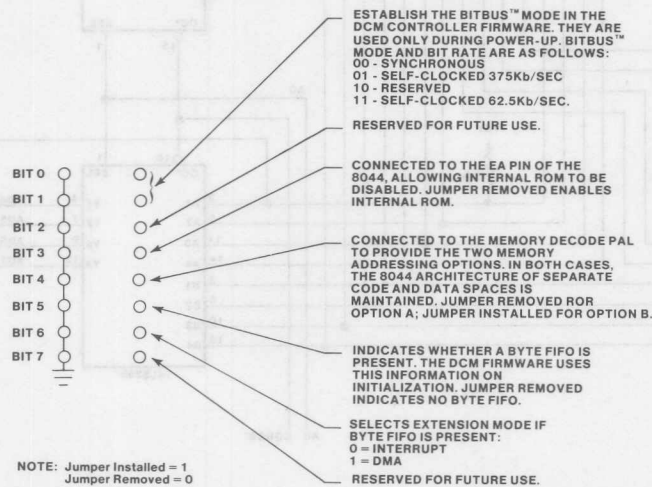 ESTABLISH THE BITBUS™ MODE IN THE
DCM CONTROLLER FIRMWARE. THEY ARE
USED ONLY DURING POWER-UP. BITBUS™
MODE AND BIT RATE ARE AS FOLLOWS:
00 - SYNCHRONOUS
01 - SELF-CLOCKED 375Kb/SEC
10 - RESERVED
11 - SELF-CLOCKED 62.5Kb/SEC.
RESERVED FOR FUTURE USE.
CONNECTED TO THE EA PIN OF THE
8044, ALLOWING INTERNAL ROM TO BE
DISABLED. JUMPER REMOVED ENABLES
INTERNAL ROM.
CONNECTED TO THE MEMORY DECODE PAL
TO PROVIDE THE TWO MEMORY
ADDRESSING OPTIONS. IN BOTH CASES,
THE 8044 ARCHITECTURE OF SEPARATE
CODE AND DATA SPACES IS
MAINTAINED. JUMPER REMOVED ROR
OPTION A; JUMPER INSTALLED FOR OPTION B.
INDICATES WHETHER A BYTE FIFO IS
PRESENT. THE DCM FIRMWARE USES
THIS INFORMATION ON
INITIALIZATION. JUMPER REMOVED
INDICATES NO BYTE FIFO.
SELECTS EXTENSION MODE IF
BYTE FIFO IS PRESENT:
0 = INTERRUPT
1 = DMA
RESERVED FOR FUTURE USE.
BIT 0
BIT 1
BIT 2
BIT 3
BIT 4
BIT 5
BIT 6
BIT 7
NOTE: Jumper Installed = 1
Jumper Removed = 0